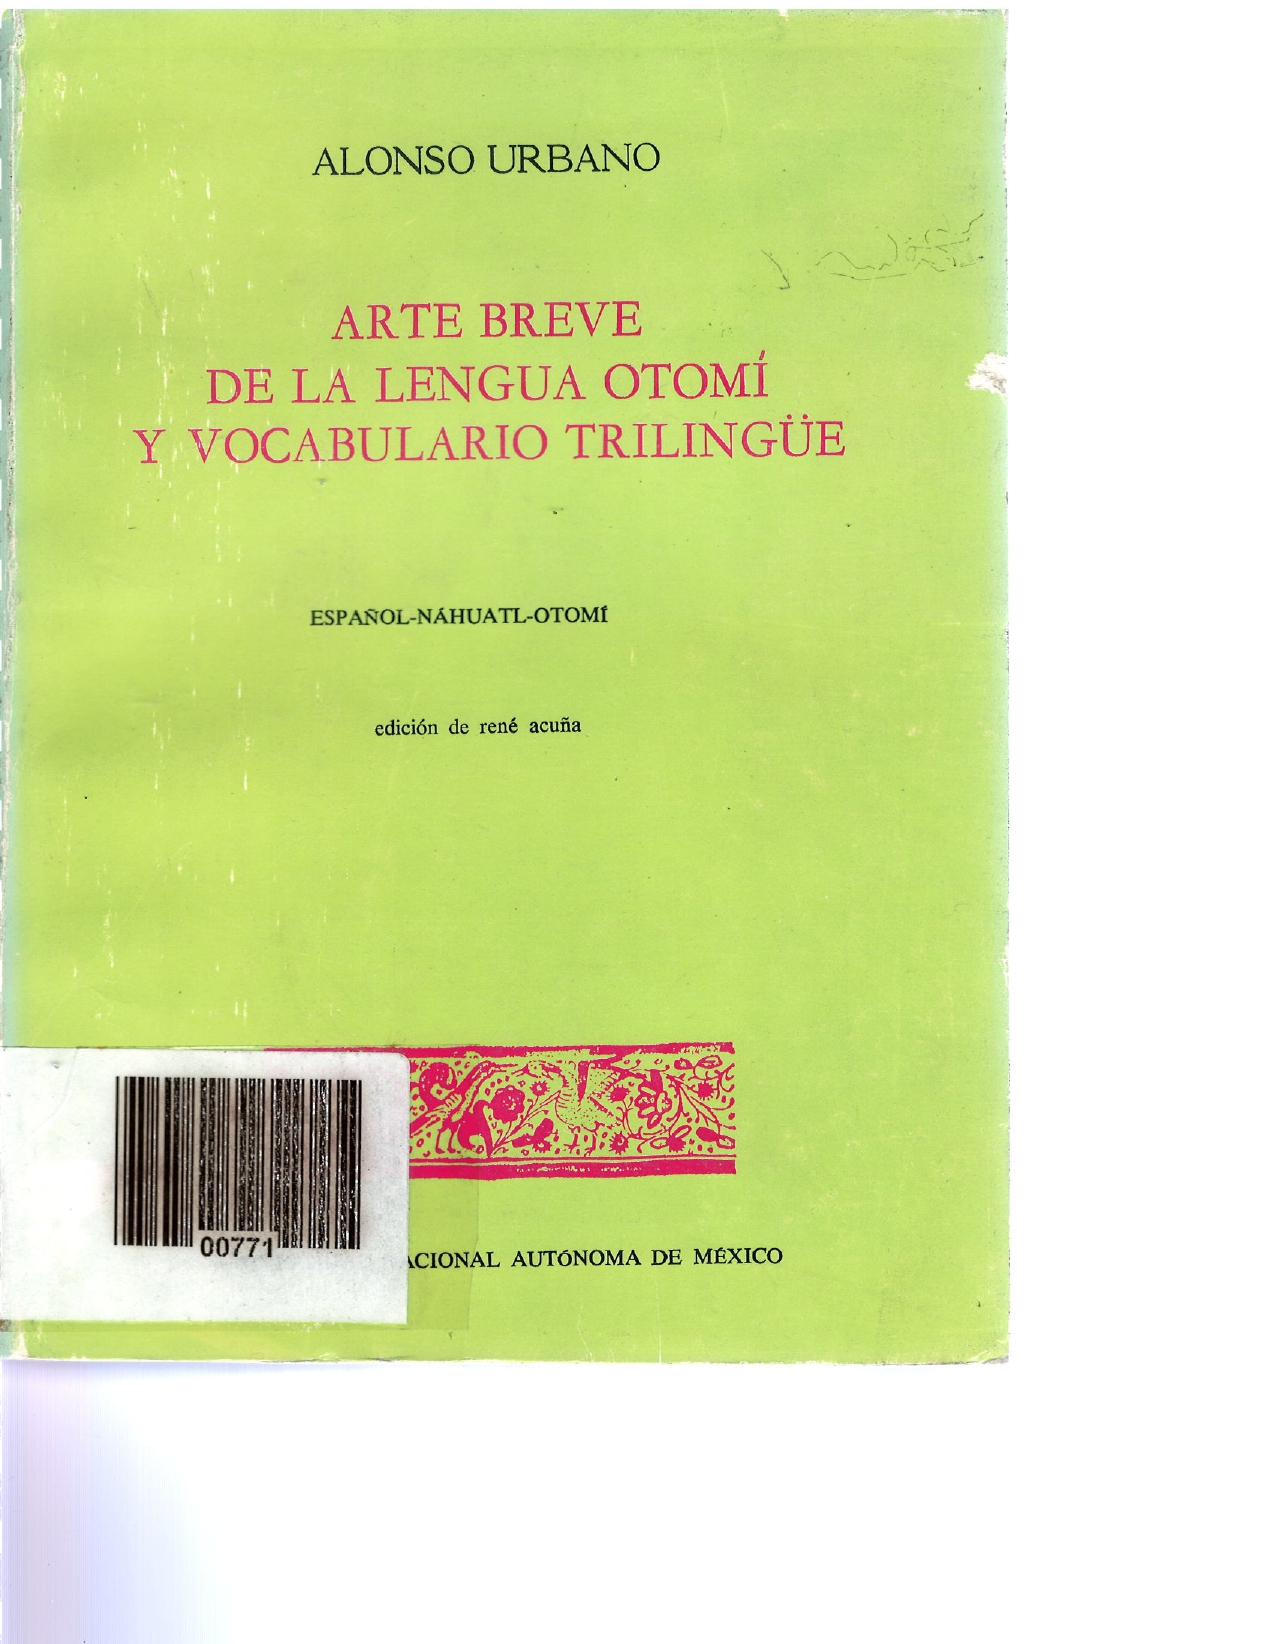 ALONSO URBANO
ARTE BREVE
DE LA LENGUA OTOMÍ
Y VOCABULARIO TRILINGÜE
ESPAÑOL-NÁHUATL-OTOMÍ
edición de rené acuña
ACIONAL AUTÓNOMA DE MÉXICO
00771